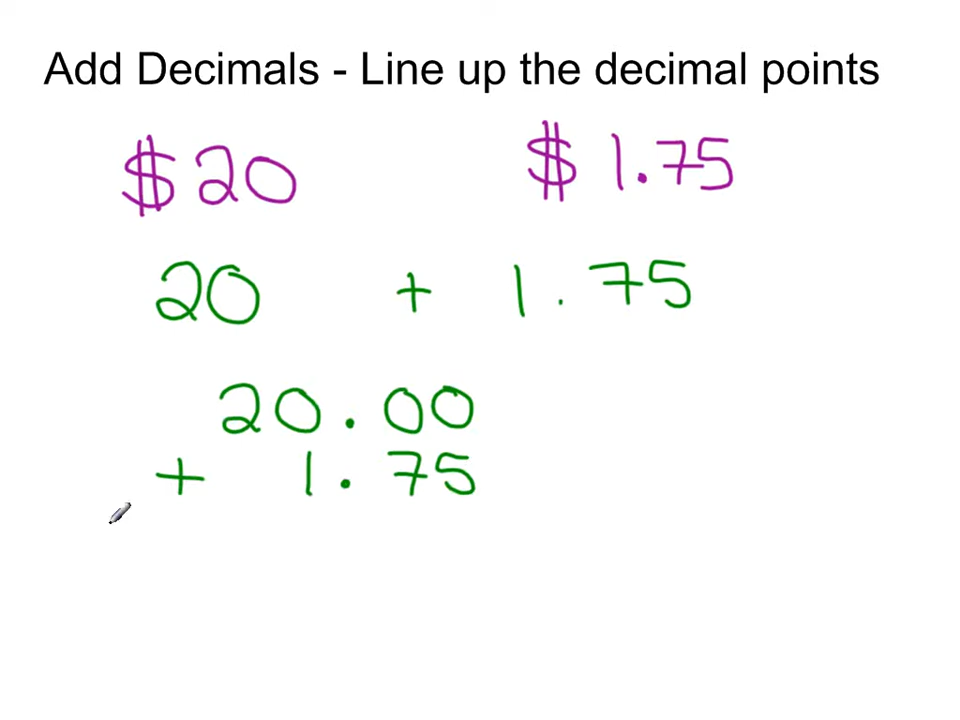 Add Decimals - Line up the decimal points
$20 $1.75
20 + 1.75
20.00
+ 1.75